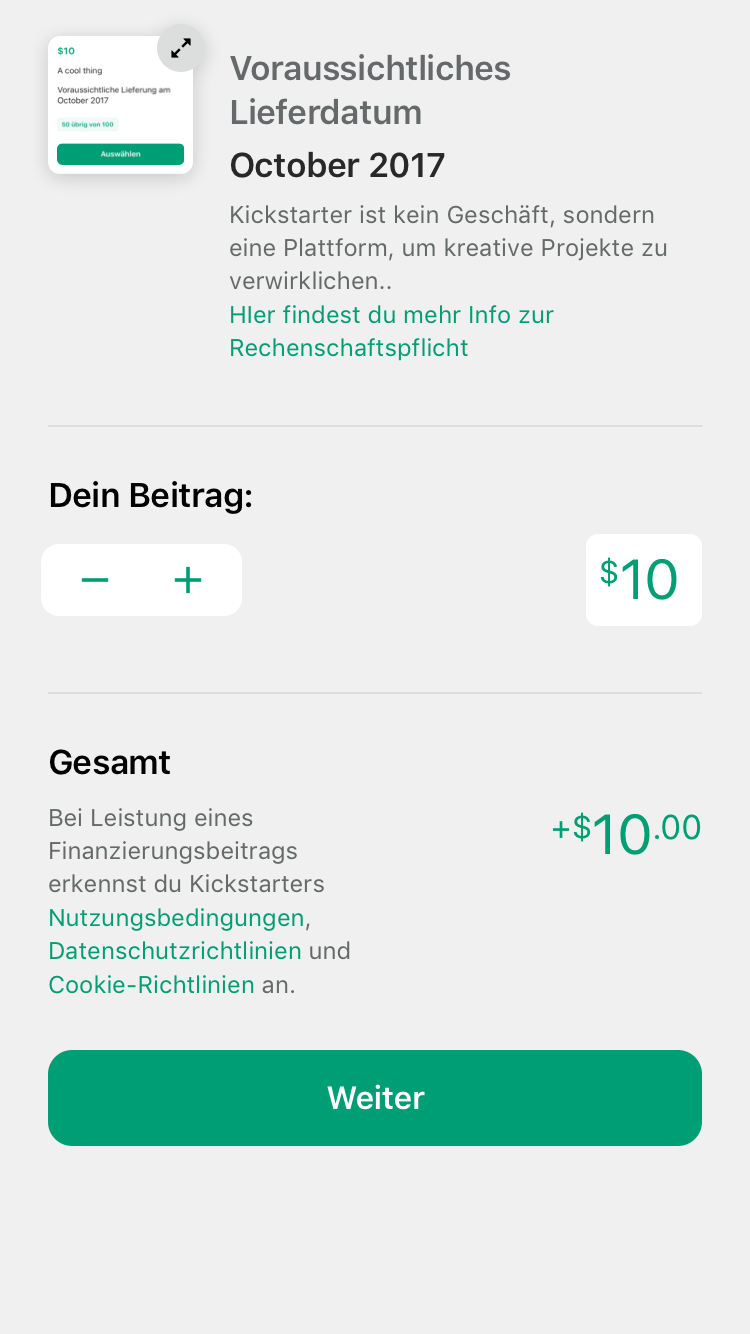 $10
A cool thing
Voraussichtliche Lieferung am
October 2017
50 übrig von 100
Auswählen
Voraussichtliches
Lieferdatum
October 2017
Kickstarter ist kein Geschäft, sondern
eine Plattform, um kreative Projekte zu
verwirklichen..
HIer findest du mehr Info zur
Rechenschaftspflicht
Dein Beitrag:
$10
Gesamt
Bei Leistung eines
Finanzierungsbeitrags
erkennst du Kickstarters
Nutzungsbedingungen,
Datenschutzrichtlinien und
Cookie-Richtlinien an.
+$10.00
Weiter